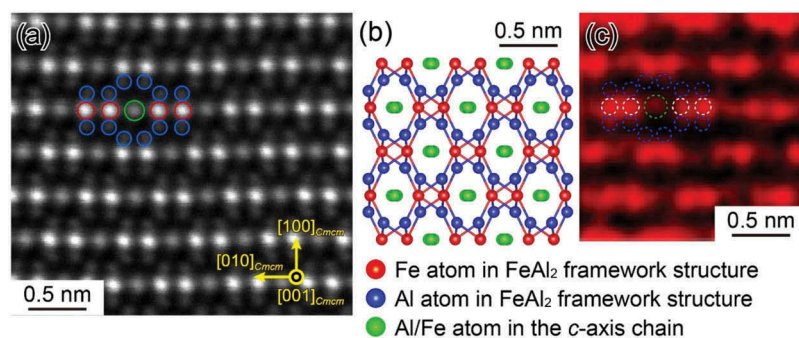 (a)
(b)
(c)
0.5 nm
[100]Cmcm
[010]Cmcm
[001]Cmcm
0.5 nm
0.5 nm
Fe atom in FeAl₂ framework structure
Al atom in FeAl₂ framework structure
Al/Fe atom in the c-axis chain